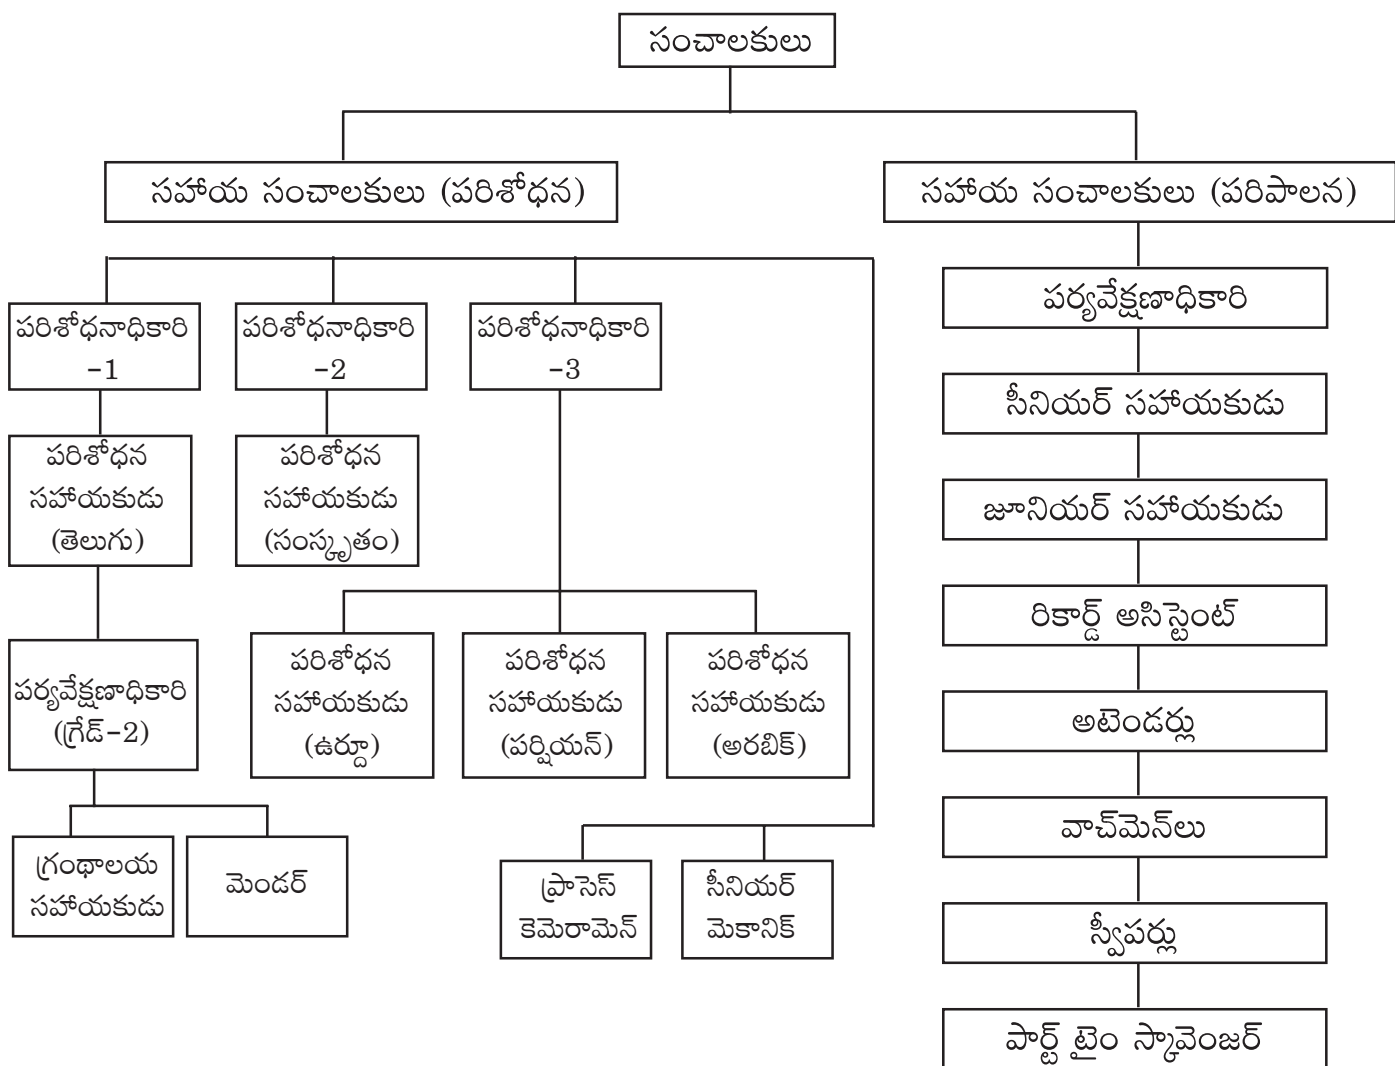 సంచాలకులు
సహాయ సంచాలకులు (పరిశోధన)
సహాయ సంచాలకులు (పరిపాలన)
పరిశోధనాధికారి
-1
పరిశోధనాధికారి
-2
పరిశోధనాధికారి
-3
పరిశోధన
సహాయకుడు
(తెలుగు)
పరిశోధన
సహాయకుడు
(సంస్కృతం)
పర్యవేక్షణాధికారి
(గ్రేడ్-2)
పరిశోధన
సహాయకుడు
(ఉర్దూ)
పరిశోధన
సహాయకుడు
(పర్షియన్)
పరిశోధన
సహాయకుడు
(అరబిక్)
గ్రంథాలయ
సహాయకుడు
మెండర్
ప్రాసెస్
కెమెరామెన్
సీనియర్
మెకానిక్
పర్యవేక్షణాధికారి
సీనియర్ సహాయకుడు
జూనియర్ సహాయకుడు
రికార్డ్ అసిస్టెంట్
అటెండర్లు
వాచ్‌మెన్‌లు
స్వీపర్లు
పార్ట్ టైం స్కావెంజర్